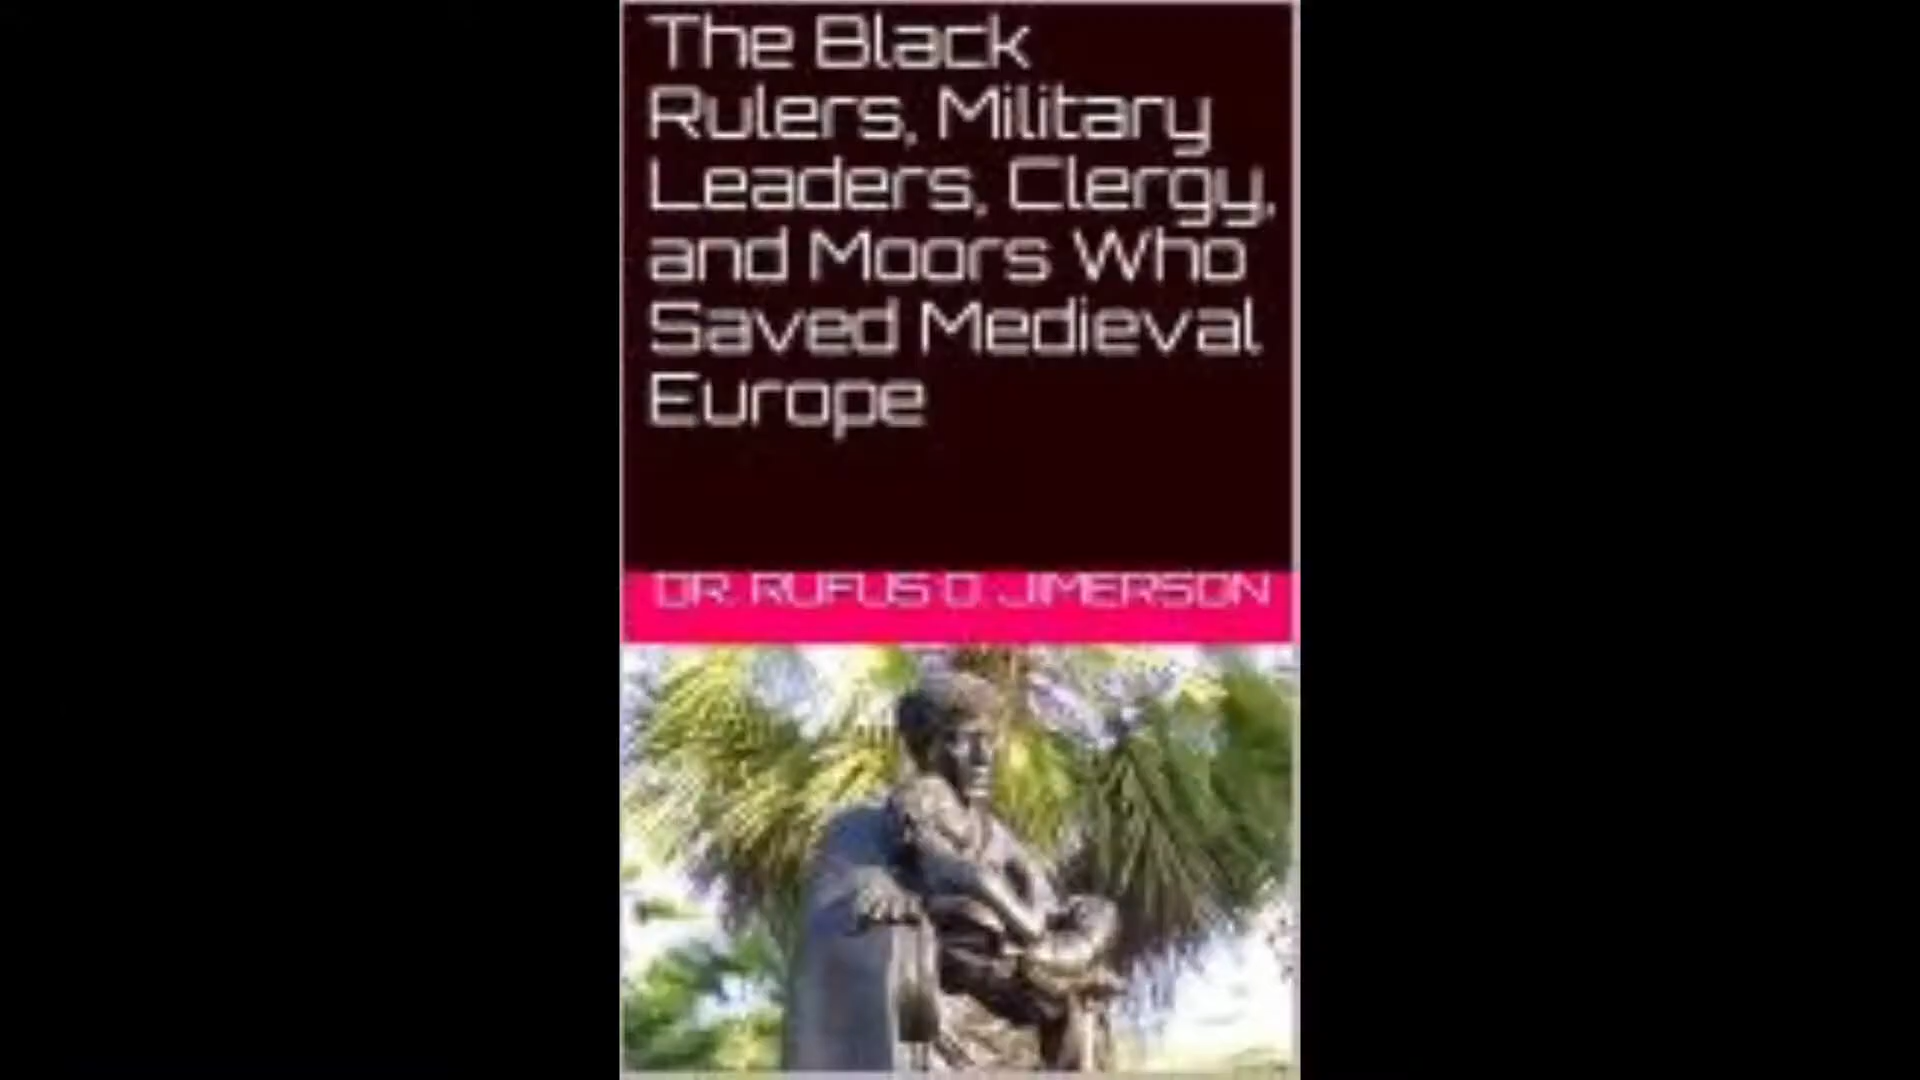 The Black
Rulers, Military
Leaders, Clergy,
and Moors Who
Saved Medieval
Europe
DR. RUFUS O. JIMERSON